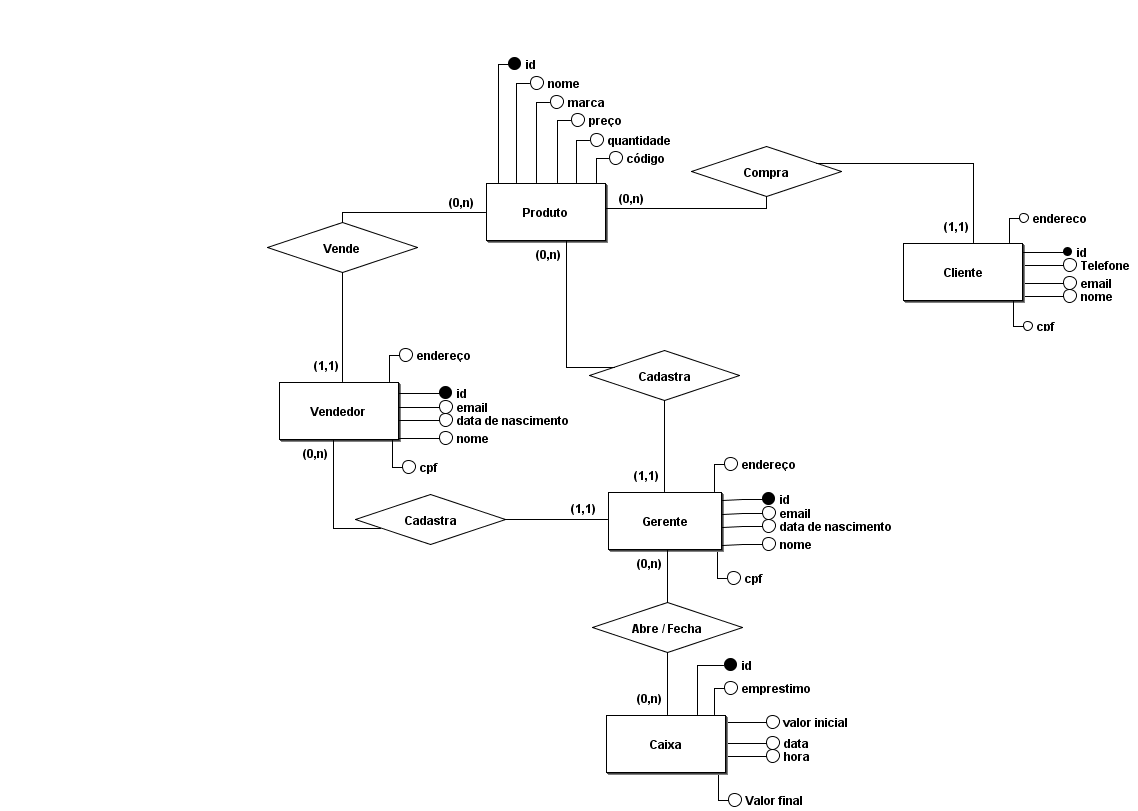 id
nome
marca
preço
quantidade
código
Compra
(0,n)
(0,n)
Produto
(1,1)
endereco
Vende
(0,n)
Cliente
id
Telefone
email
nome
cpf
(1,1)
endereço
Cadastra
Vendedor
id
email
data de nascimento
nome
(0,n)
cpf
(1,1)
endereço
Cadastra
(1,1)
Gerente
id
email
data de nascimento
nome
(0,n)
cpf
Abre / Fecha
id
emprestimo
(0,n)
Caixa
valor inicial
data
hora
Valor final